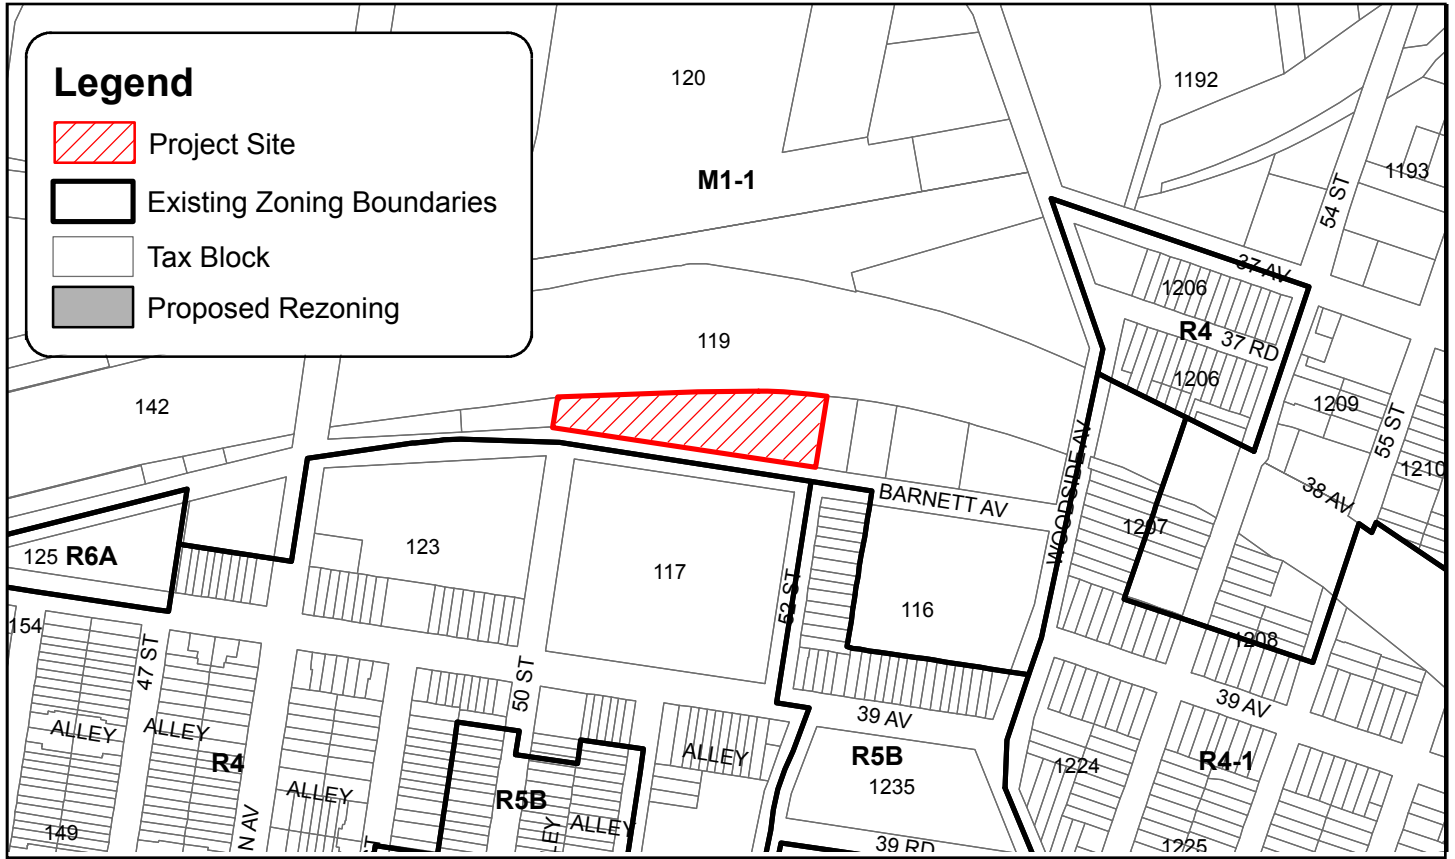 Legend
Project Site
Existing Zoning Boundaries
Tax Block
Proposed Rezoning
120
1192
M1-1
1193
54 ST
37 AV
1206
R4
37 RD
119
1206
142
1209
55 ST
1210
WOODSIDE AV
38 AV
BARNETT AV
1207
125
R6A
123
117
52 ST
116
154
1208
47 ST
50 ST
39 AV
39 AV
ALLEY
ALLEY
ALLEY
R4
R5B
1224
R4-1
1235
ALLEY
R5B
ALLEY
149
N AV
ST
LEY
39 RD
1225